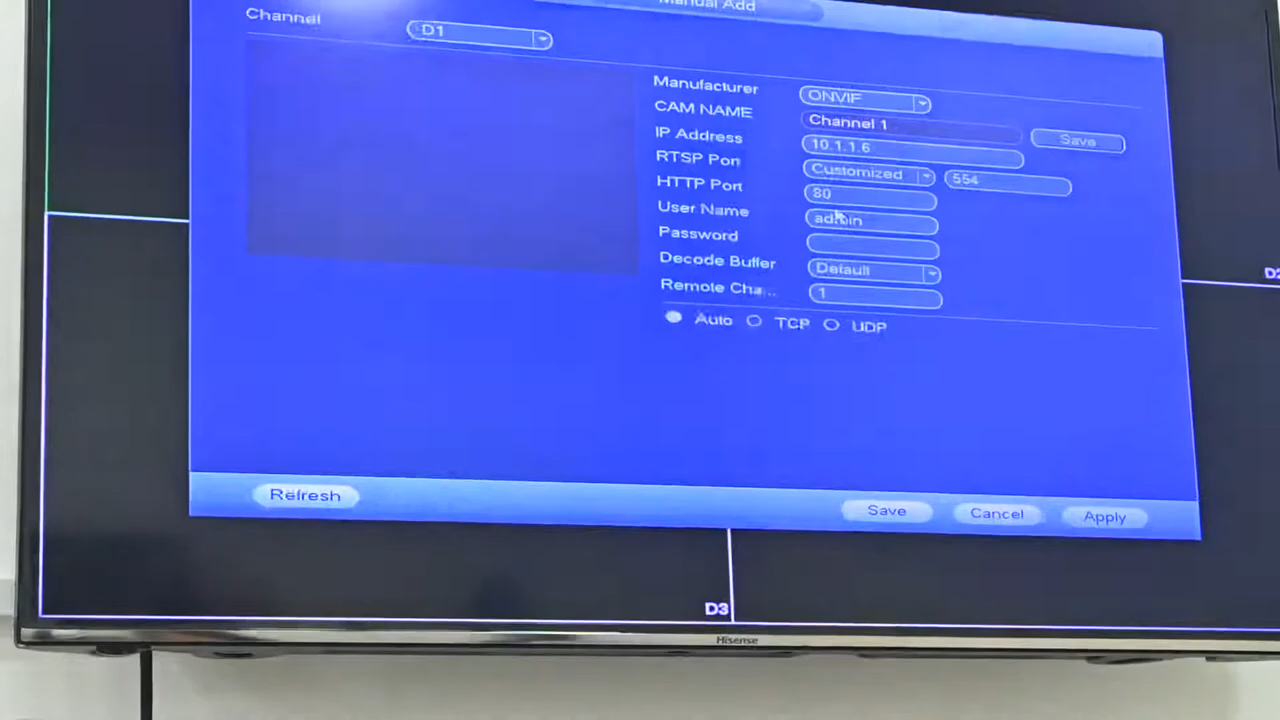 Manual Add
Channel D1
Manufacturer ONVIF
CAM NAME Channel 1 Save
IP Address 10.1.1.6
RTSP Port Customized 554
HTTP Port 80
User Name admin
Password
Decode Buffer Default
Remote Cha... 1
Auto TCP UDP
Refresh Save Cancel Apply
D2
D3
Hisense